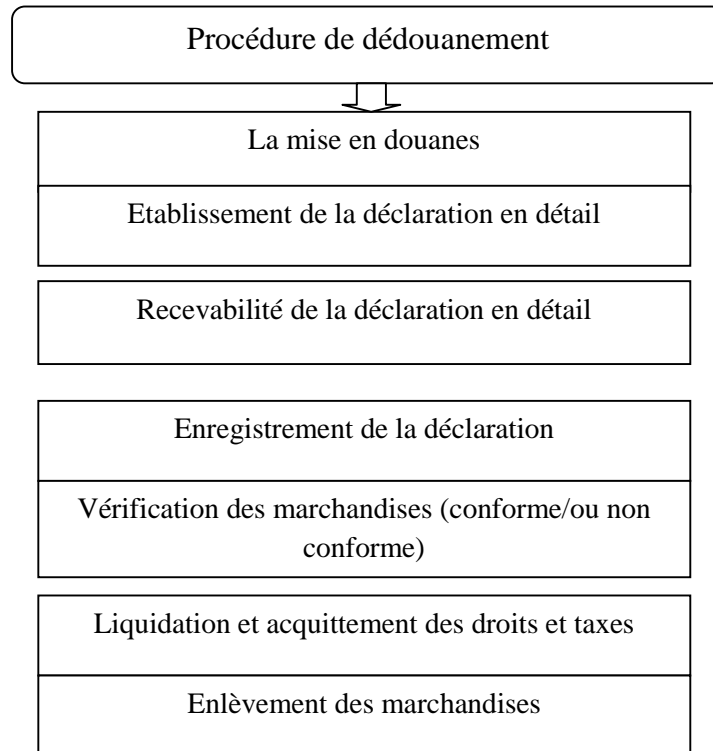 Procédure de dédouanement
La mise en douanes
Etablissement de la déclaration en détail
Recevabilité de la déclaration en détail
Enregistrement de la déclaration
Vérification des marchandises (conforme/ou non
conforme)
Liquidation et acquittement des droits et taxes
Enlèvement des marchandises